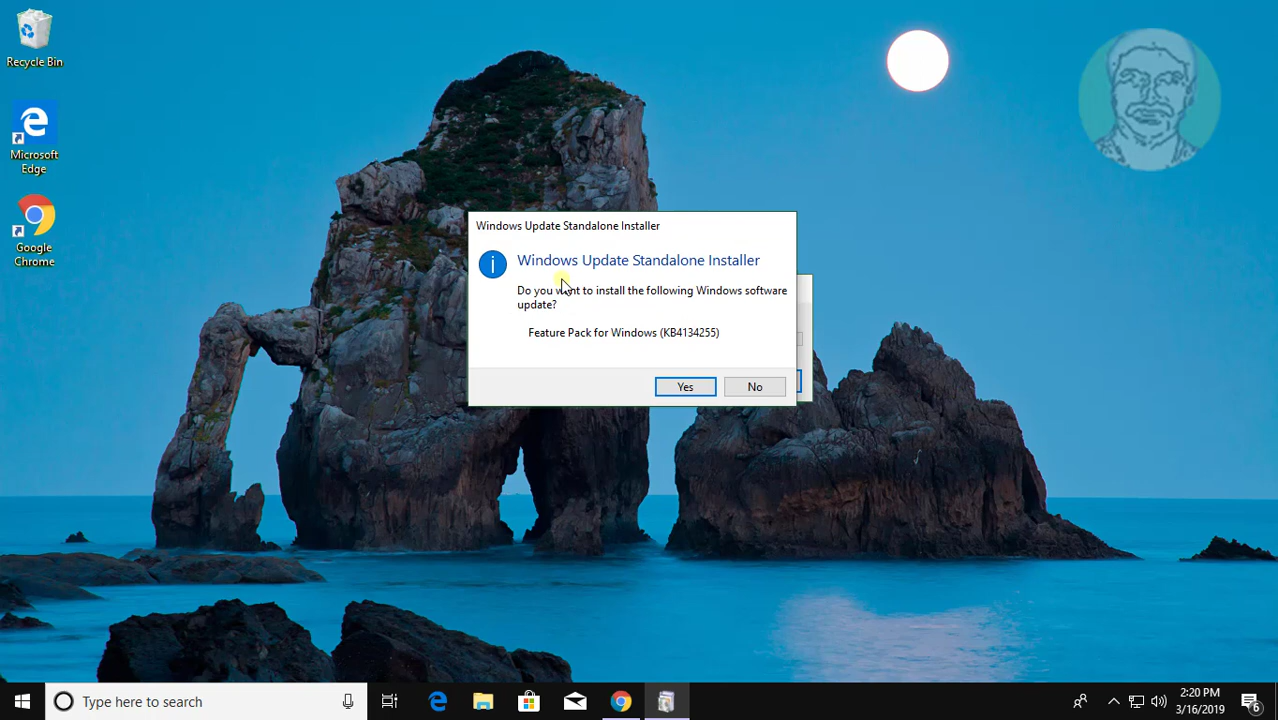 Recycle Bin
Microsoft
Edge
Google
Chrome
Windows Update Standalone Installer
Windows Update Standalone Installer
Do you want to install the following Windows software
update?
Feature Pack for Windows (KB4134255)
Yes
No
Type here to search
2:20 PM
3/16/2019
6